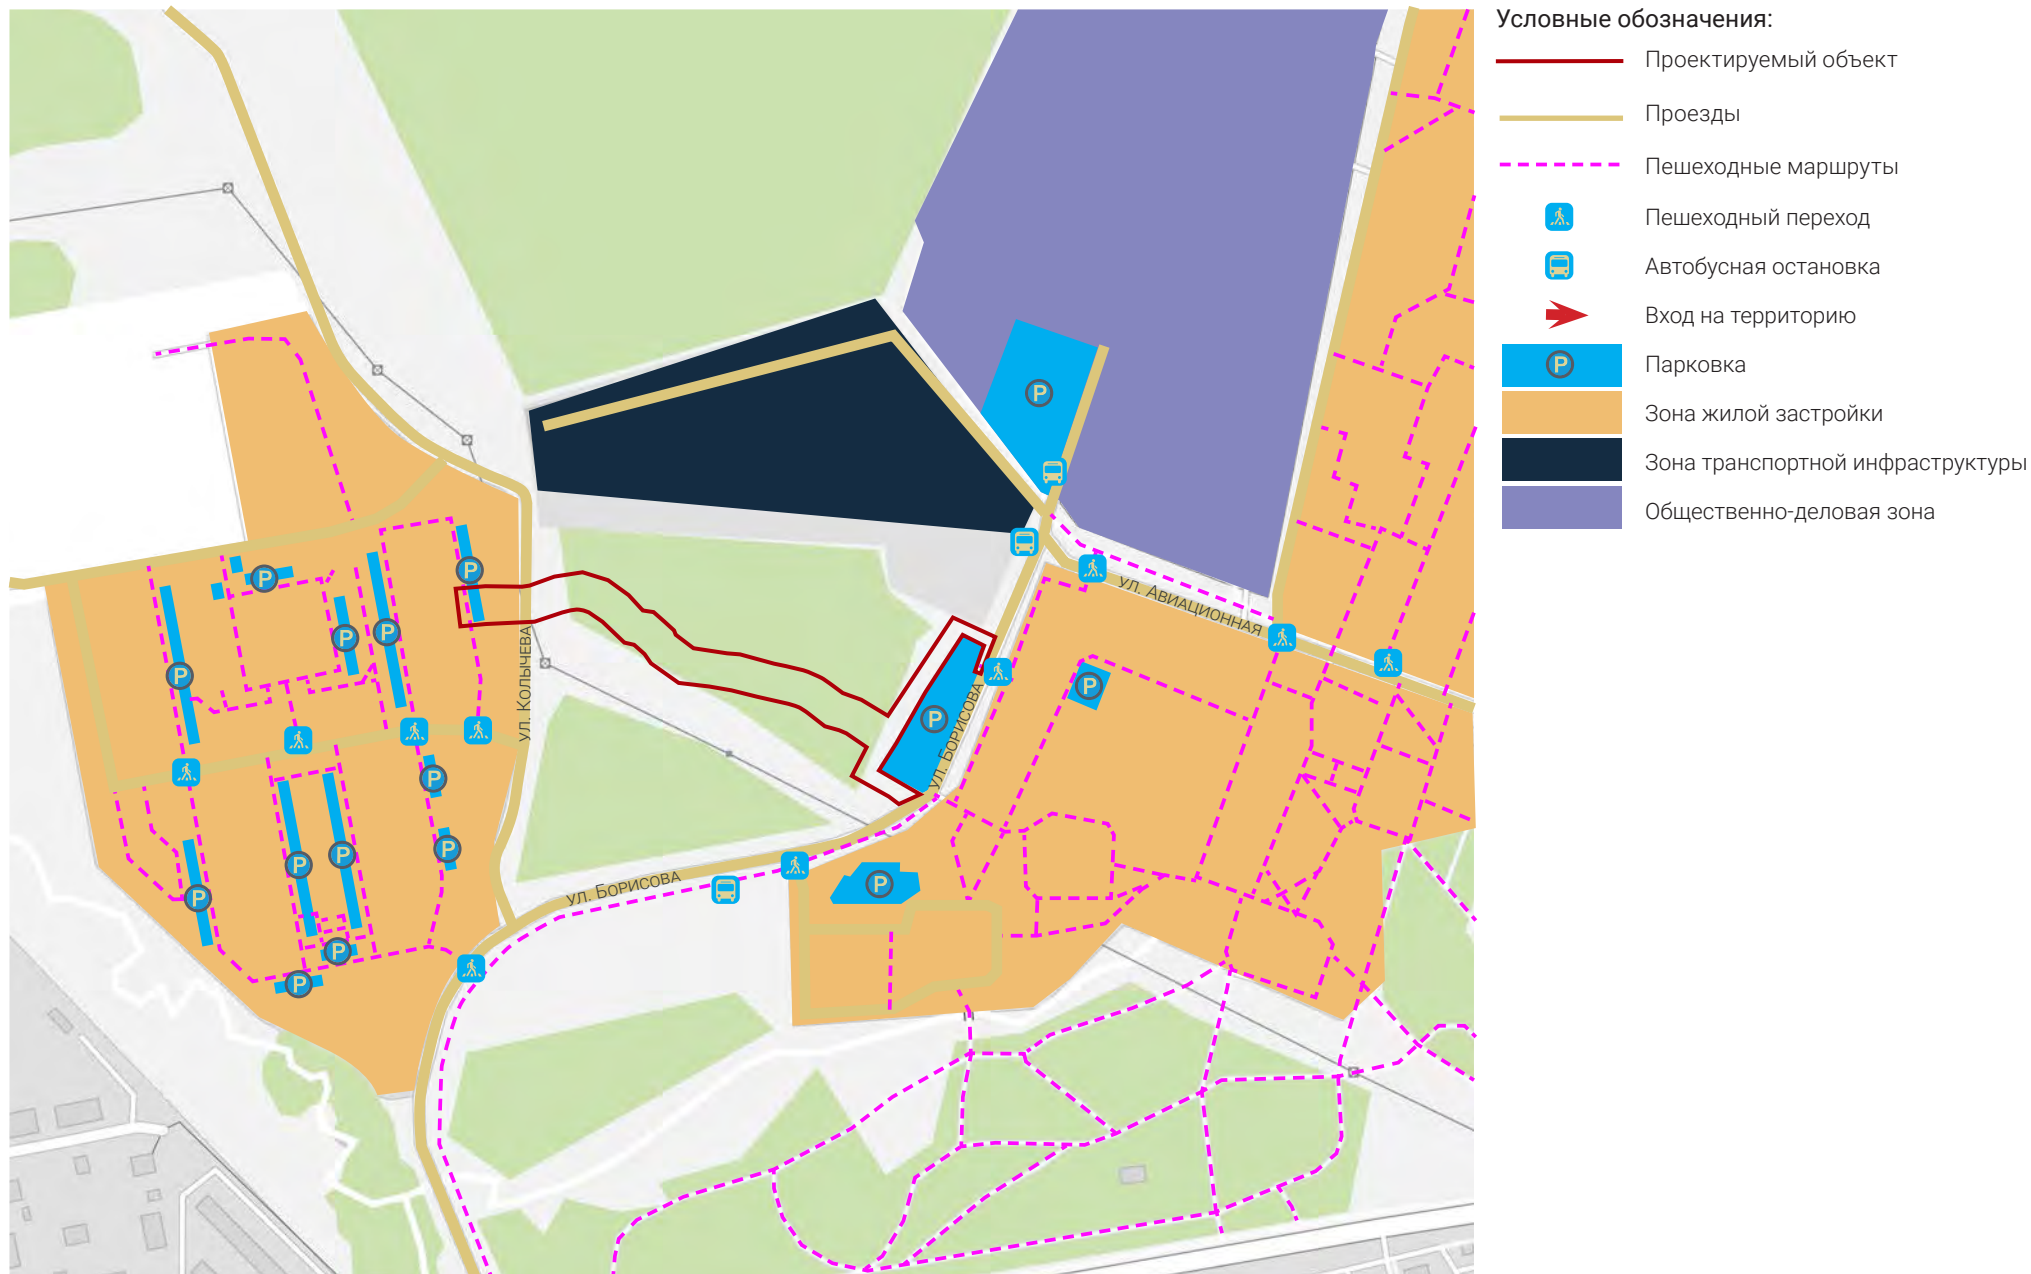 Условные обозначения:
Проектируемый объект
Проезды
Пешеходные маршруты
Пешеходный переход
Автобусная остановка
Вход на территорию
P
Парковка
Зона жилой застройки
Зона транспортной инфраструктуры
Общественно-деловая зона
P
ул. Авиационная
P
P
P
P
ул. Колычева
P
P
P
ул. Борисова
P
P
P
P
P
ул. Борисова
P
P
P
P